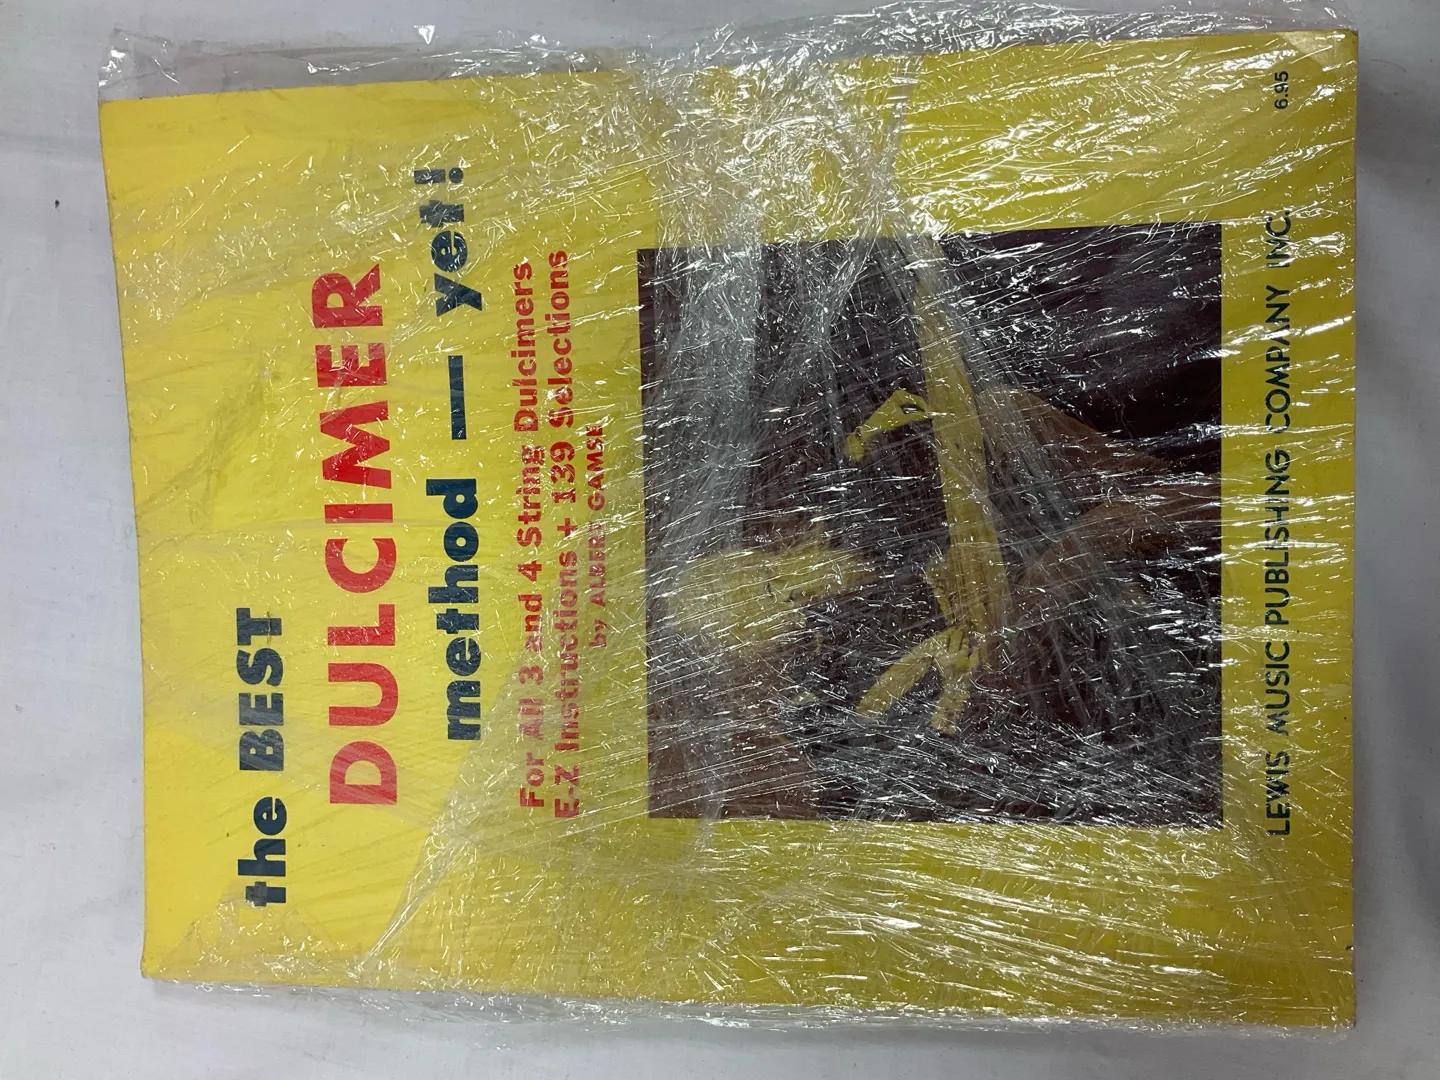 the BEST
DULCIMER
method — yet!
For All 3 and 4 String Dulcimers
E-Z Instructions + 139 Selections
by ALBERT GAMSE
LEWIS MUSIC PUBLISHING COMPANY INC.
6.95